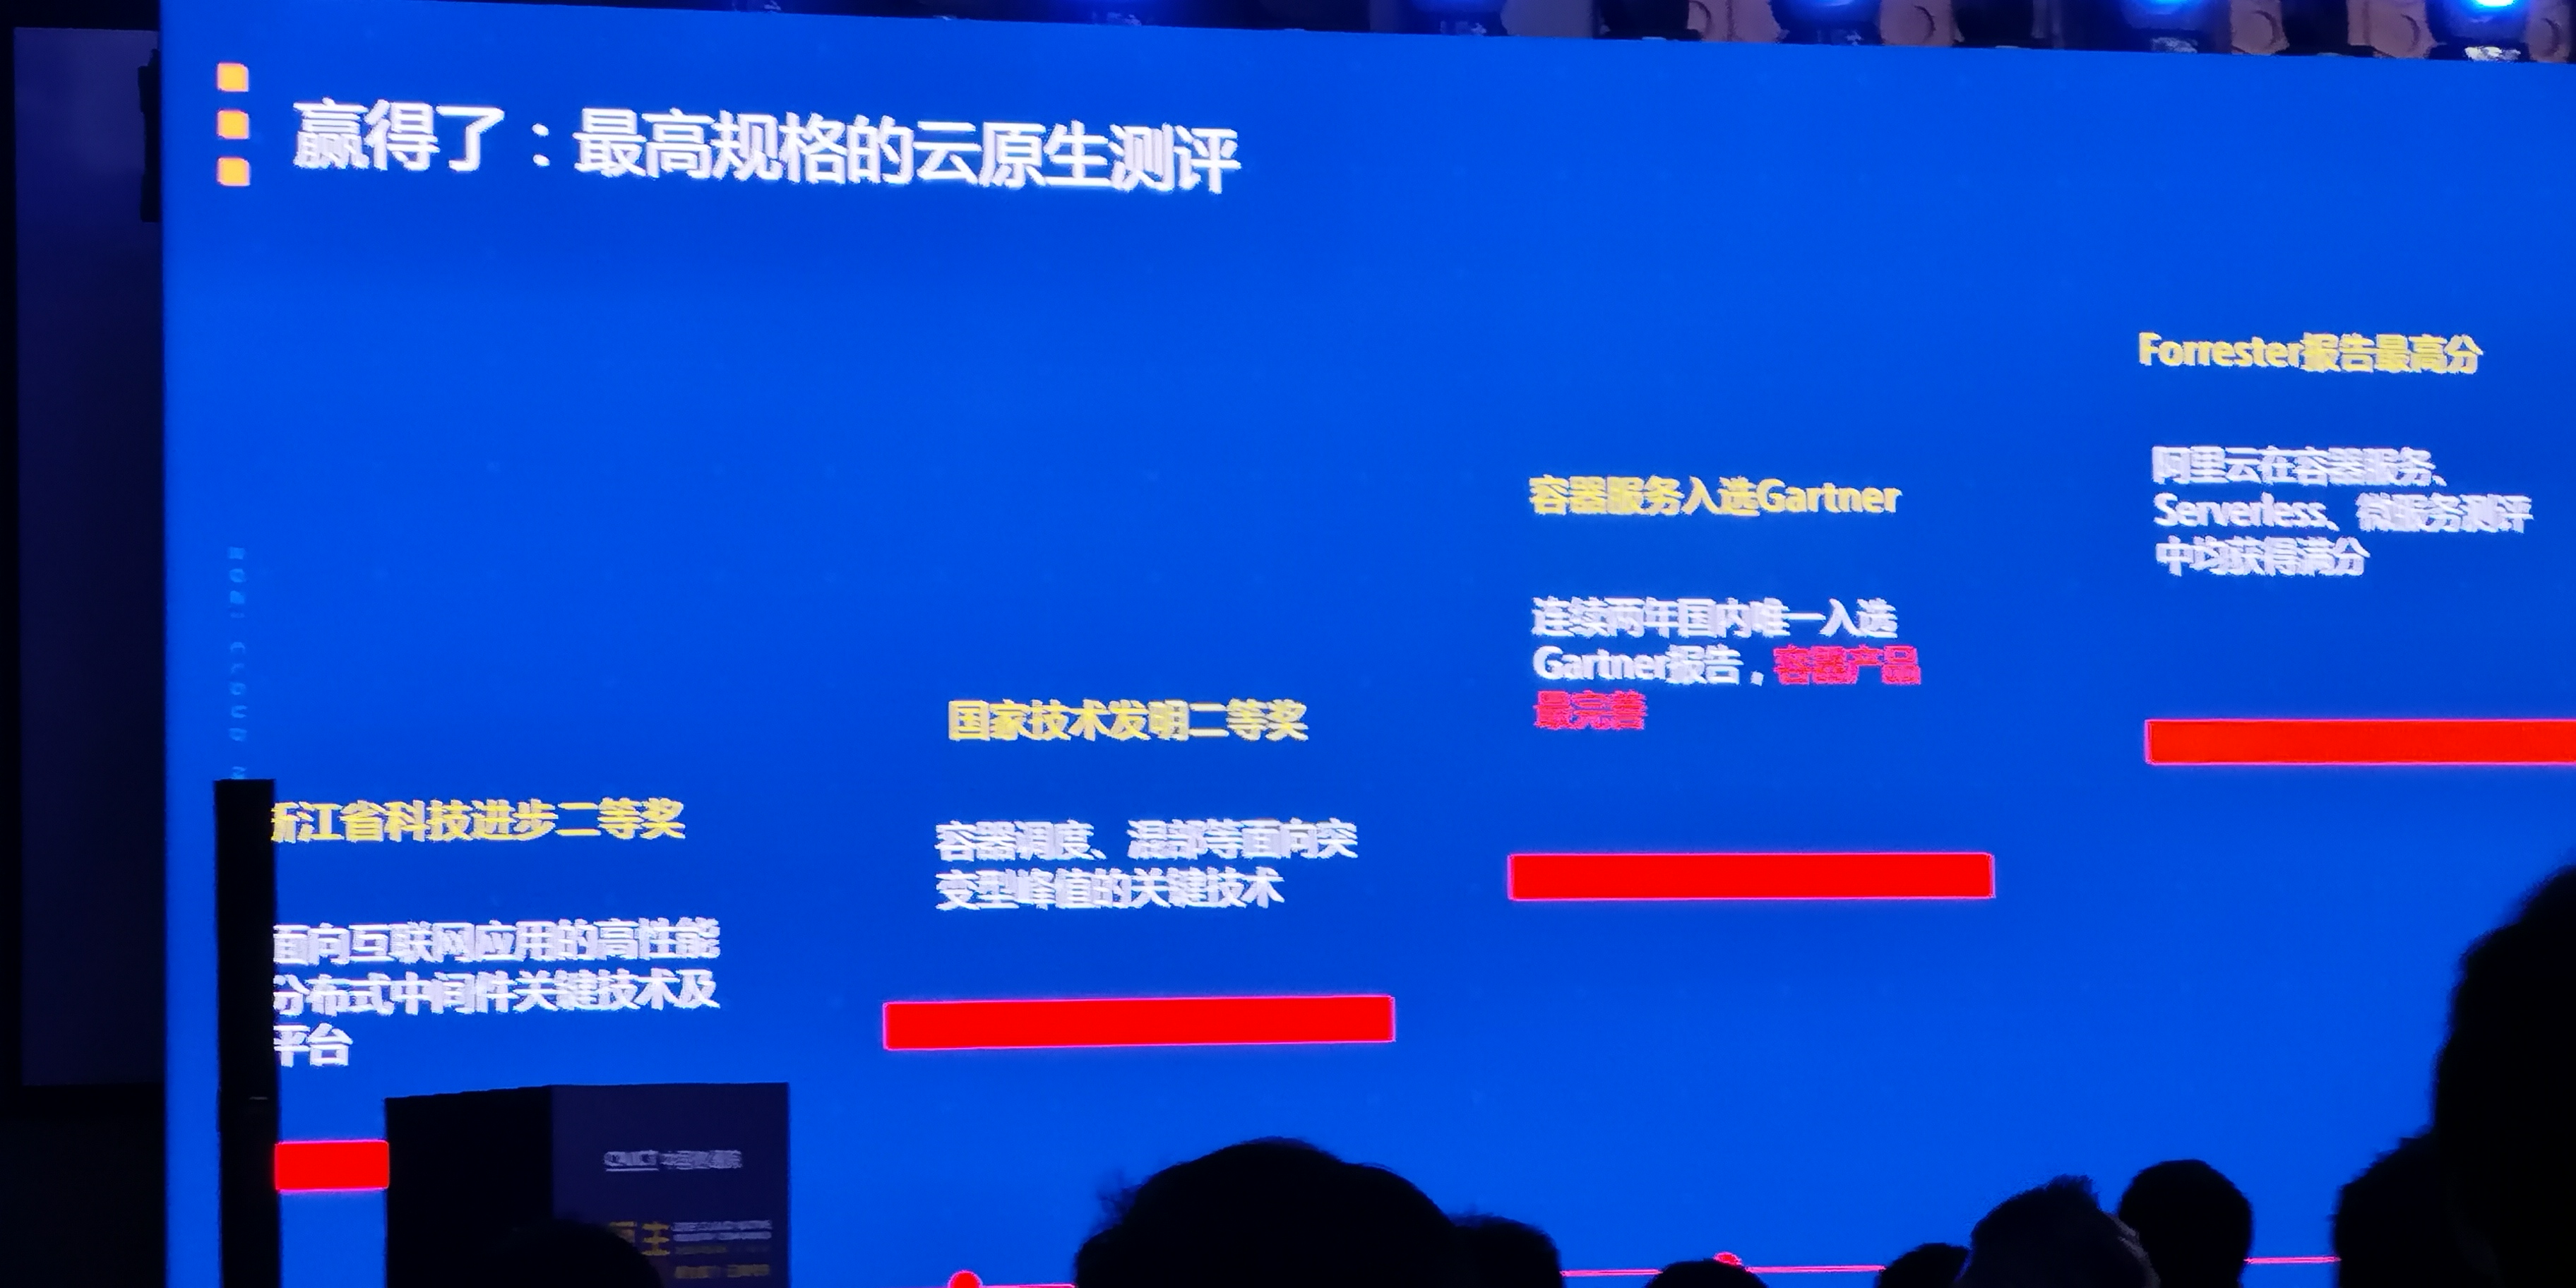 赢得了：最高规格的云原生测评
Forrester报告最高分
阿里云在容器服务、
Serverless、微服务测评
中均获得满分
容器服务入选Gartner
连续两年国内唯一入选
Gartner报告，容器产品
最完善
国家技术发明二等奖
容器调度、混部等面向突
变型峰值的关键技术
浙江省科技进步二等奖
面向互联网应用的高性能
分布式中间件关键技术及
平台